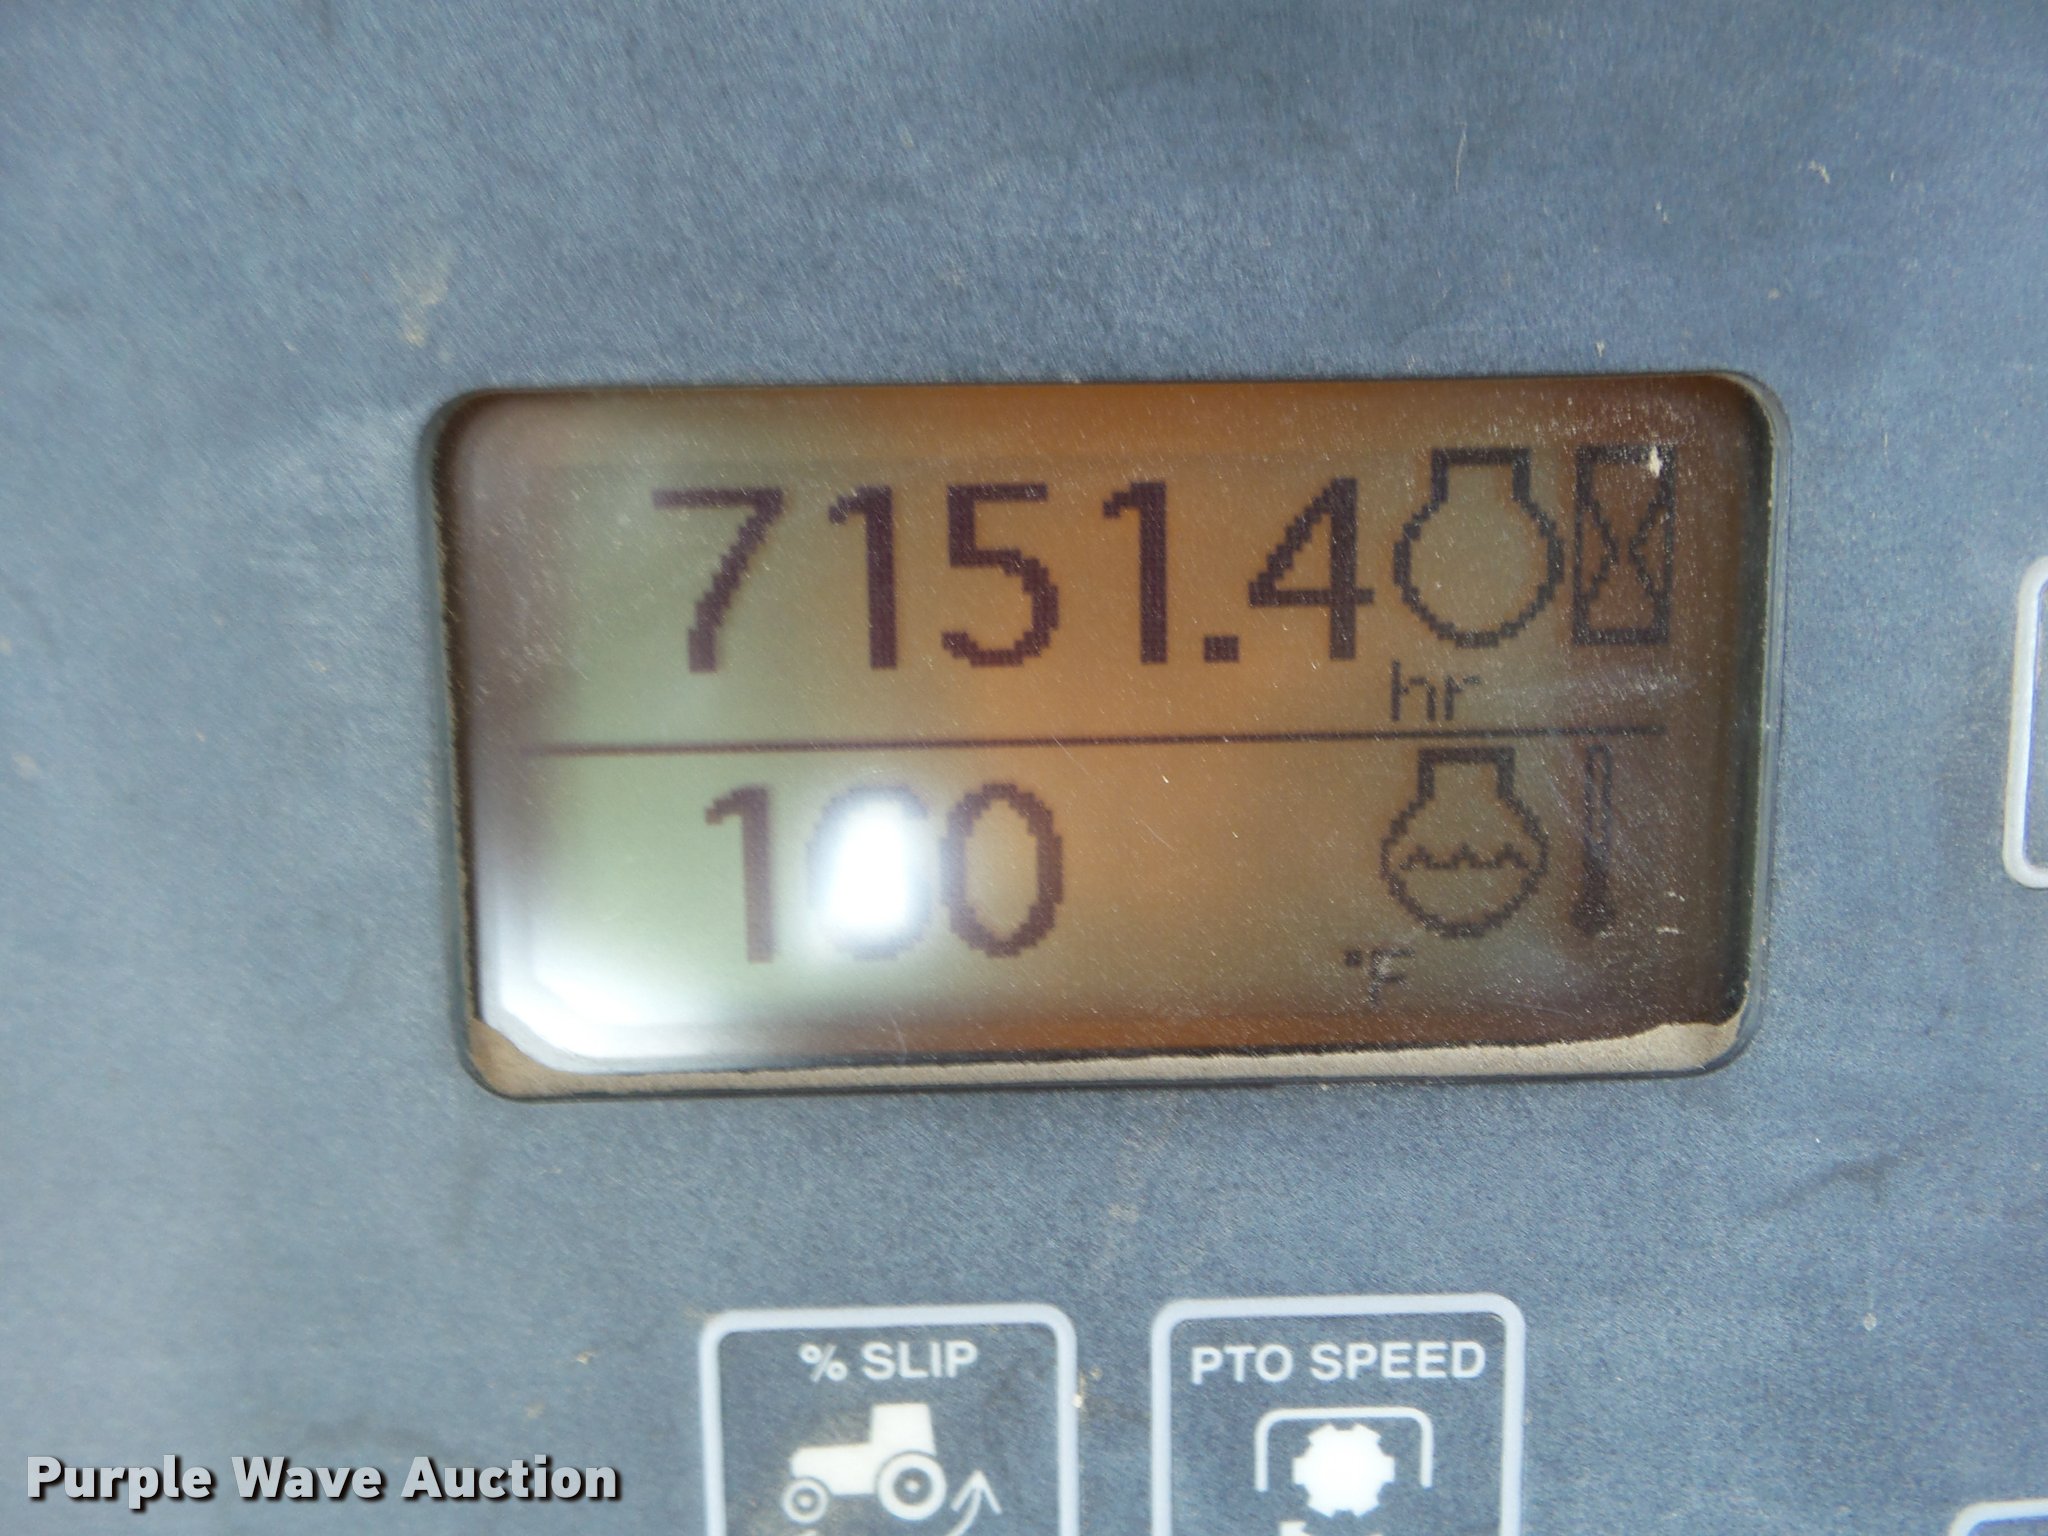 7151.4
hr
100
°F
% SLIP
PTO SPEED
Purple Wave Auction